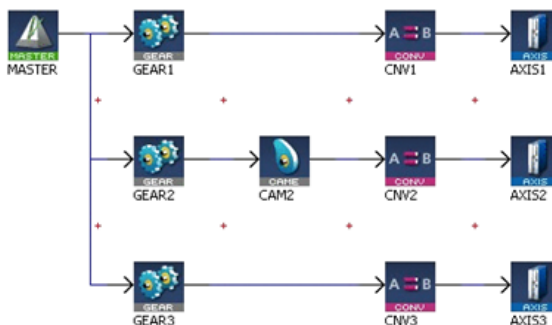 MASTER
MASTER
GEAR
GEAR1
A B
CONV
CNV1
AXIS
AXIS1
GEAR
GEAR2
CAME
CAM2
A B
CONV
CNV2
AXIS
AXIS2
GEAR
GEAR3
A B
CONV
CNV3
AXIS
AXIS3